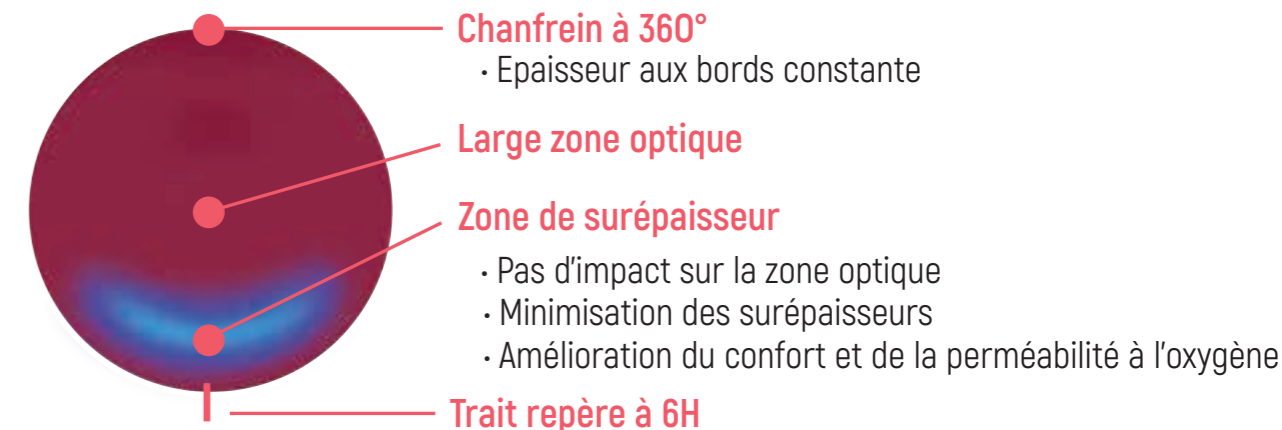 Chanfrein à 360°
· Epaisseur aux bords constante
Large zone optique
Zone de surépaisseur
· Pas d'impact sur la zone optique
· Minimisation des surépaisseurs
· Amélioration du confort et de la perméabilité à l'oxygène
Trait repère à 6H